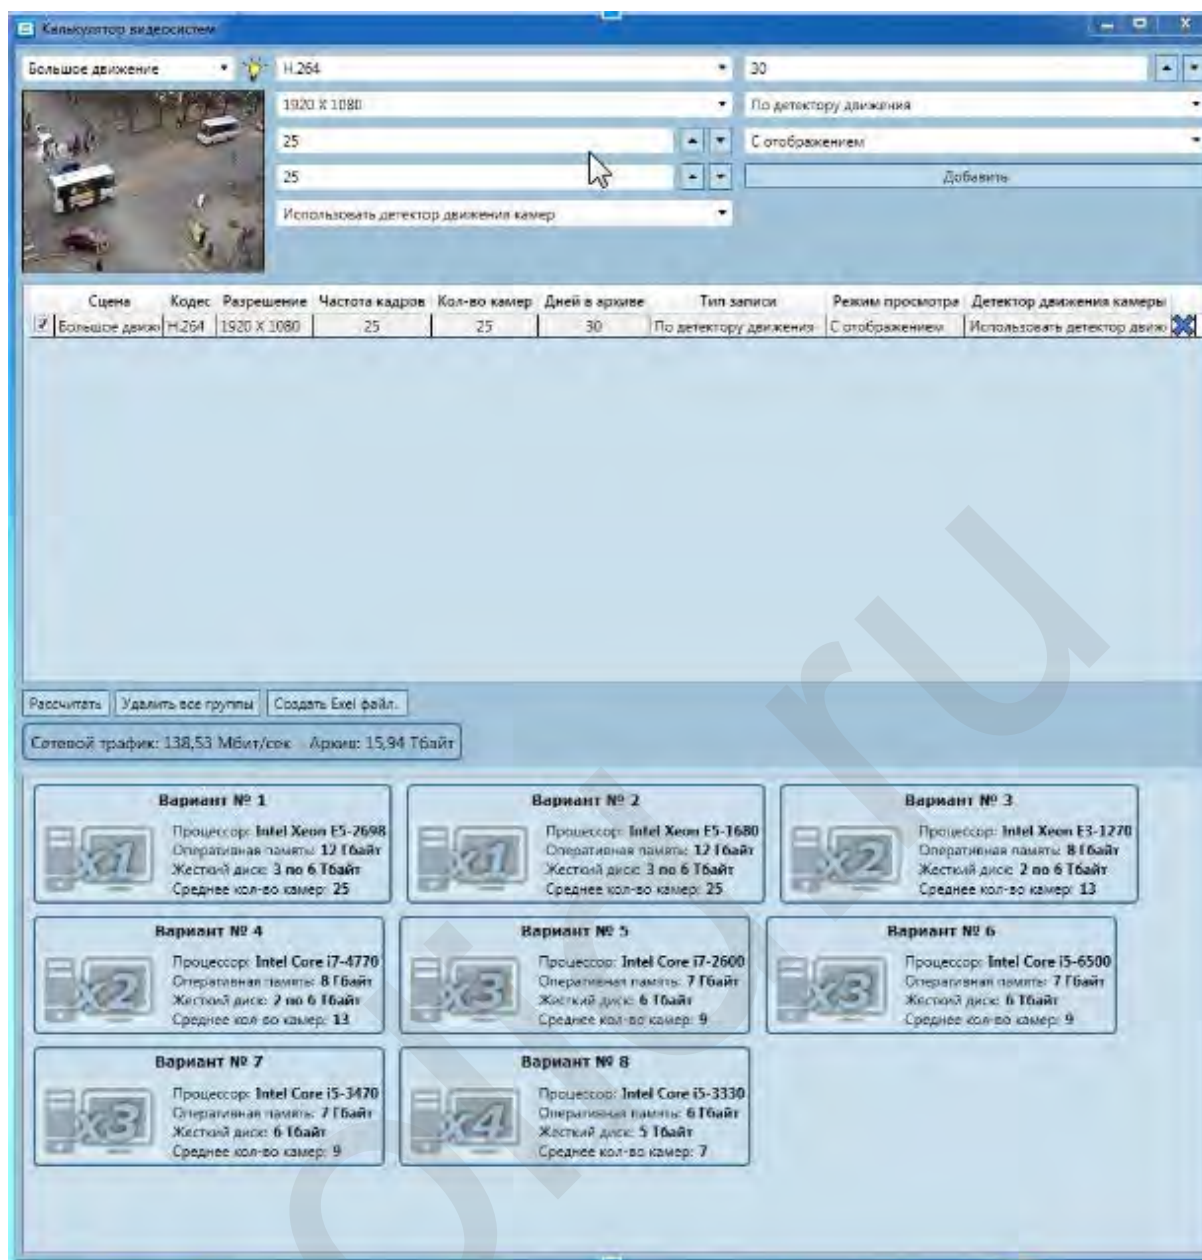 Калькулятор видеосистем
Большое движение
H.264
30
1920 X 1080
По детектору движения
25
С отображением
25
Добавить
Использовать детектор движения камер
Сцена Кодес Разрешение Частота кадров Кол-во камер Дней в архиве Тип записи Режим просмотра Детектор движения камеры
Большое движ H.264 1920 X 1080 25 25 30 По детектору движения С отображением Использовать детектор движ
Рассчитать Удалить все группы Создать Exel файл.
Сетевой трафик: 138,53 Мбит/сек Архив: 15,94 Тбайт
Вариант № 1
x1
Процессор: Intel Xeon E5-2698
Оперативная память: 12 Гбайт
Жесткий диск: 3 по 6 Тбайт
Среднее кол-во камер: 25
Вариант № 2
x1
Процессор: Intel Xeon E5-1680
Оперативная память: 12 Гбайт
Жесткий диск: 3 по 6 Тбайт
Среднее кол-во камер: 25
Вариант № 3
x2
Процессор: Intel Xeon E3-1270
Оперативная память: 8 Гбайт
Жесткий диск: 2 по 6 Тбайт
Среднее кол-во камер: 13
Вариант № 4
x2
Процессор: Intel Core i7-4770
Оперативная память: 8 Гбайт
Жесткий диск: 2 по 6 Тбайт
Среднее кол-во камер: 13
Вариант № 5
x3
Процессор: Intel Core i7-2600
Оперативная память: 7 Гбайт
Жесткий диск: 6 Тбайт
Среднее кол-во камер: 9
Вариант № 6
x3
Процессор: Intel Core i5-6500
Оперативная память: 7 Гбайт
Жесткий диск: 6 Тбайт
Среднее кол-во камер: 9
Вариант № 7
x3
Процессор: Intel Core i5-3470
Оперативная память: 7 Гбайт
Жесткий диск: 6 Тбайт
Среднее кол-во камер: 9
Вариант № 8
x4
Процессор: Intel Core i5-3330
Оперативная память: 6 Гбайт
Жесткий диск: 5 Тбайт
Среднее кол-во камер: 7